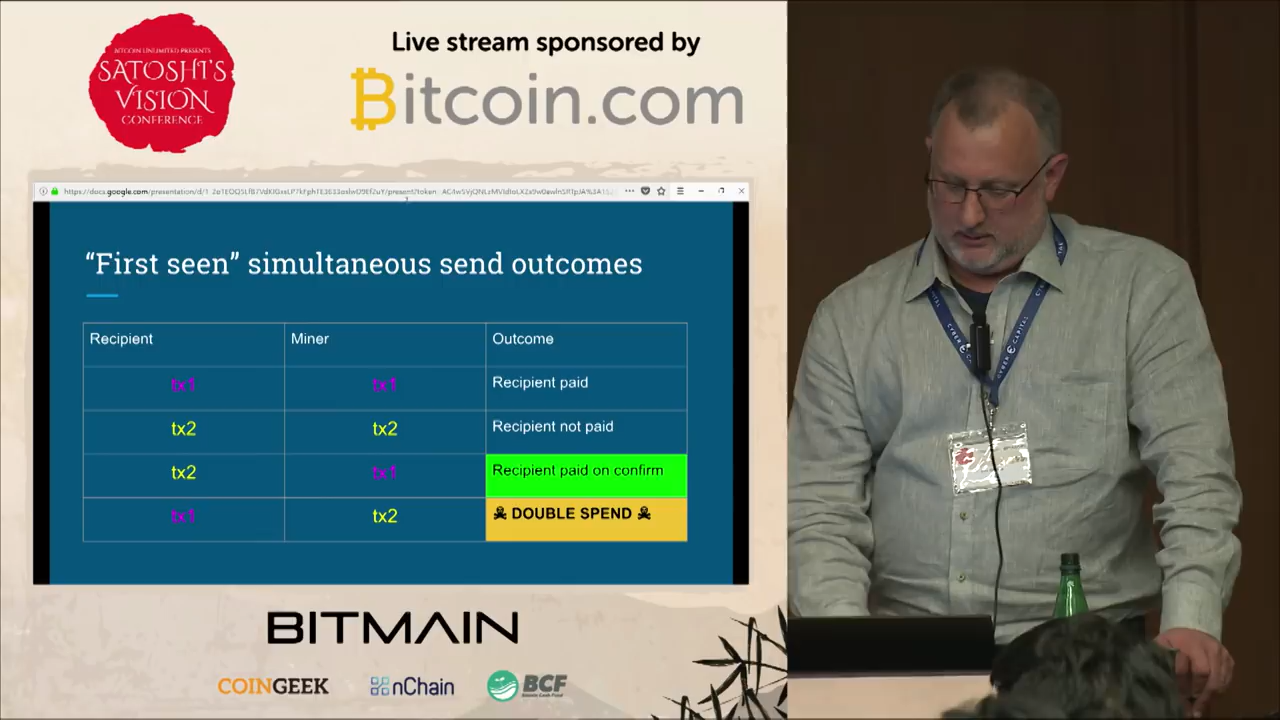 BITCOIN UNLIMITED PRESENTS
SATOSHI'S
VISION
CONFERENCE
Live stream sponsored by
Bitcoin.com
"First seen" simultaneous send outcomes
Recipient Miner Outcome
tx1 tx1 Recipient paid
tx2 tx2 Recipient not paid
tx2 tx1 Recipient paid on confirm
tx1 tx2 ☠ DOUBLE SPEND ☠
BITMAIN
COINGEEK nChain BCF
CYBER CAPITAL